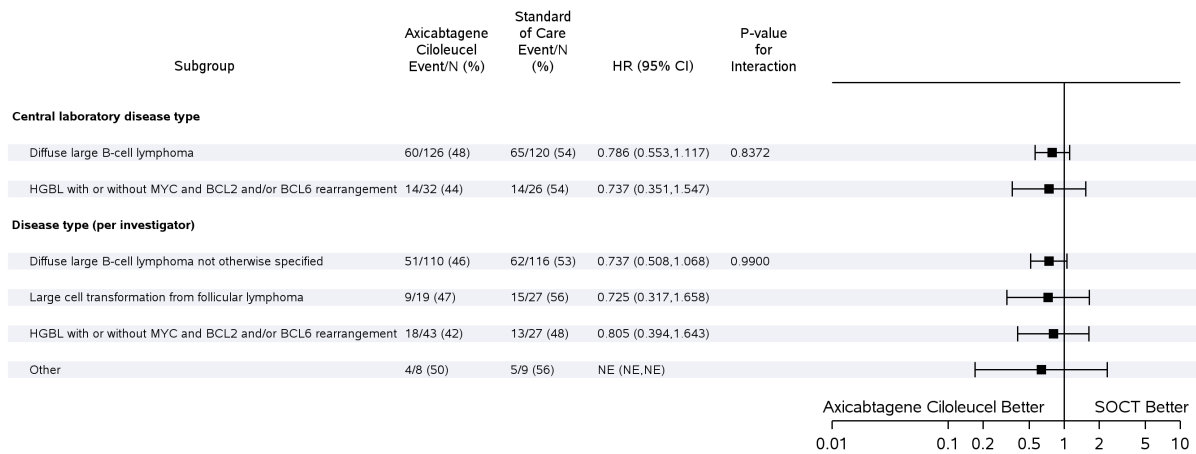 Subgroup
Axicabtagene
Ciloleucel
Event/N (%)
Standard
of Care
Event/N
(%)
HR (95% CI)
P-value
for
Interaction
Central laboratory disease type
Diffuse large B-cell lymphoma 60/126 (48) 65/120 (54) 0.786 (0.553,1.117) 0.8372
HGBL with or without MYC and BCL2 and/or BCL6 rearrangement 14/32 (44) 14/26 (54) 0.737 (0.351,1.547)
Disease type (per investigator)
Diffuse large B-cell lymphoma not otherwise specified 51/110 (46) 62/116 (53) 0.737 (0.508,1.068) 0.9900
Large cell transformation from follicular lymphoma 9/19 (47) 15/27 (56) 0.725 (0.317,1.658)
HGBL with or without MYC and BCL2 and/or BCL6 rearrangement 18/43 (42) 13/27 (48) 0.805 (0.394,1.643)
Other 4/8 (50) 5/9 (56) NE (NE,NE)
Axicabtagene Ciloleucel Better SOCT Better
0.01 0.1 0.2 0.5 1 2 5 10